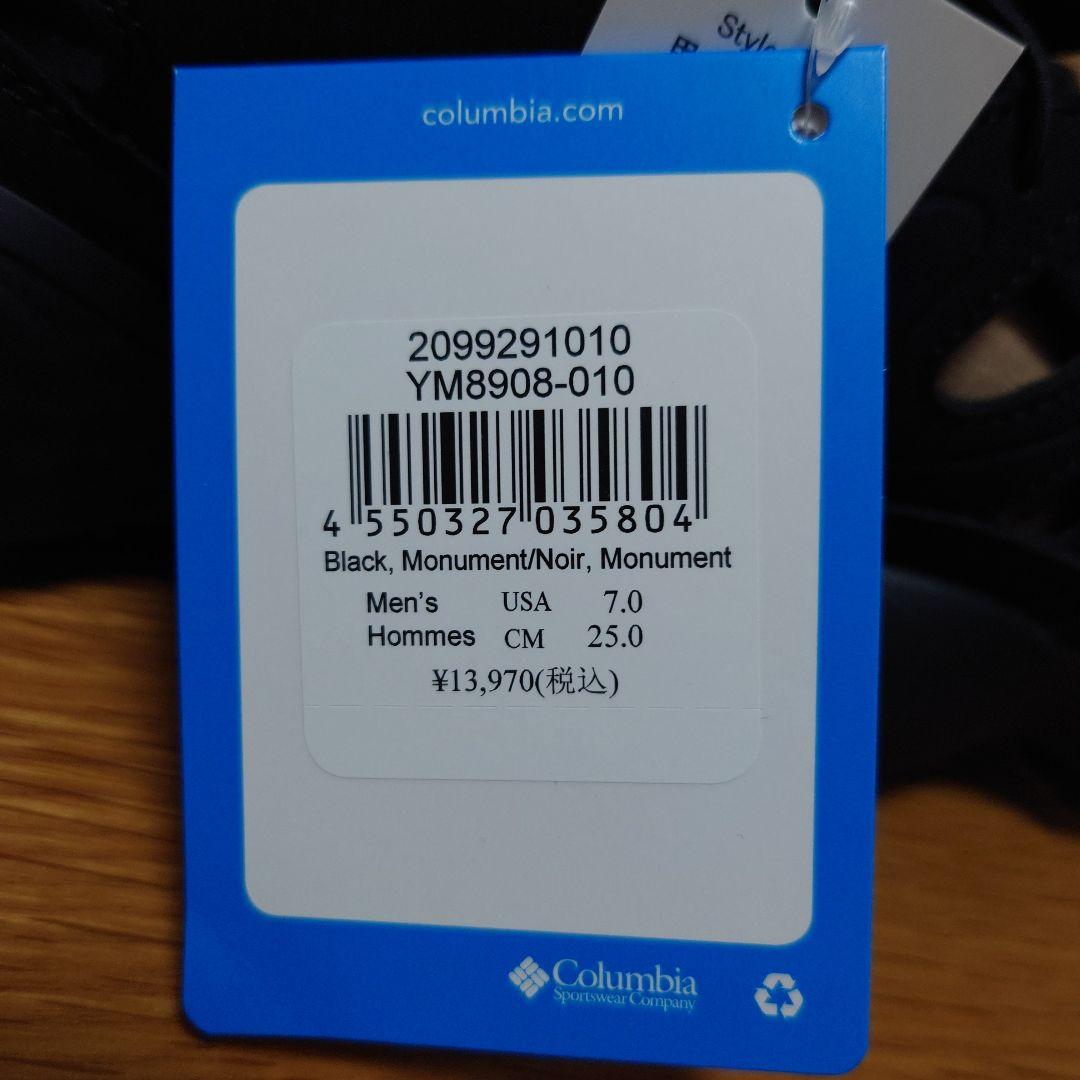 Style
columbia.com
2099291010
YM8908-010
4 550327 035804
Black, Monument/Noir, Monument
Men's USA 7.0
Hommes CM 25.0
¥13,970(税込)
Columbia
Sportswear Company